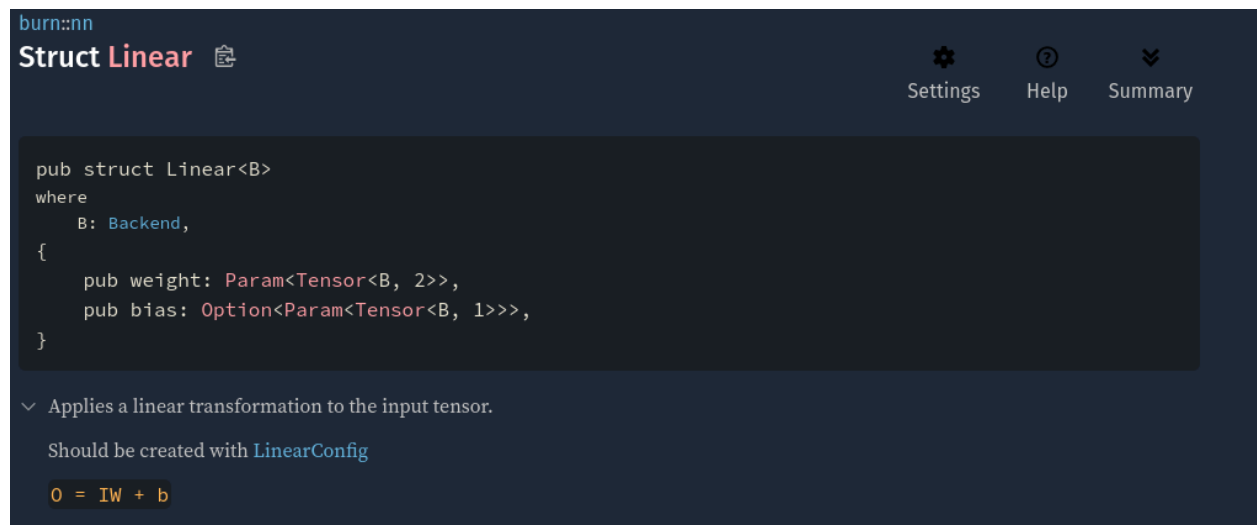 burn::nn
Struct Linear
Settings Help Summary
pub struct Linear<B>
where
    B: Backend,
{
    pub weight: Param<Tensor<B, 2>>,
    pub bias: Option<Param<Tensor<B, 1>>>,
}
Applies a linear transformation to the input tensor.
Should be created with LinearConfig
O = IW + b